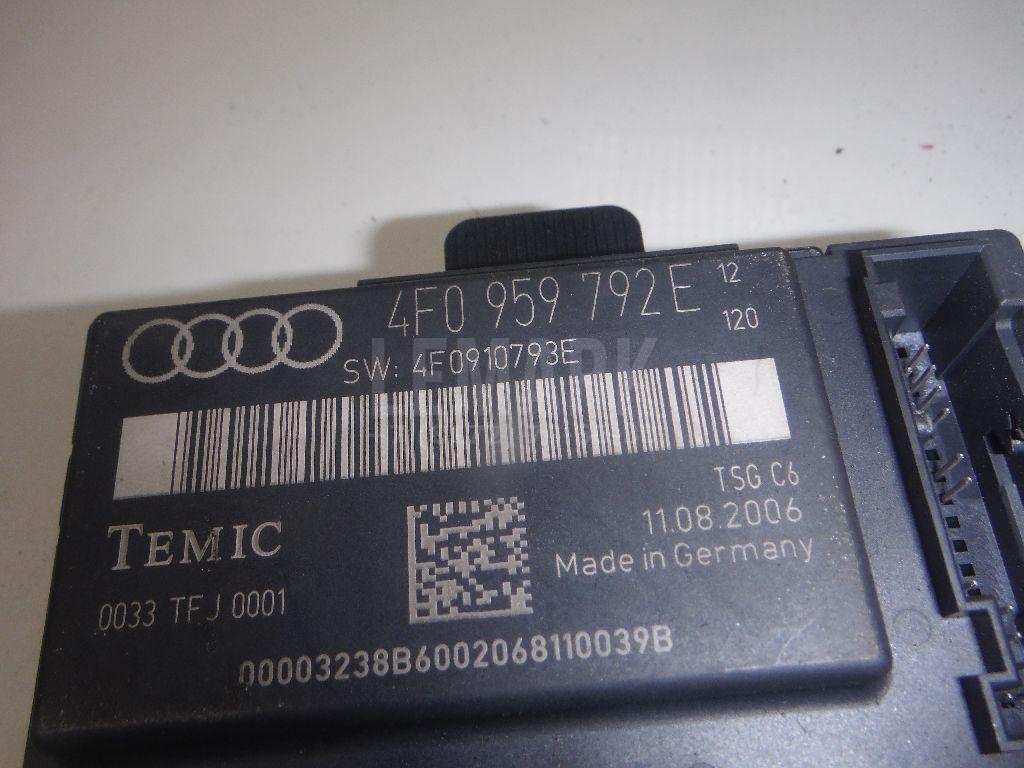 4F0 959 792E 12
120
SW: 4F0910793E
LEMARK
TSG C6
TEMIC
11.08.2006
Made in Germany
0033 TFJ 0001
00003238B6002068110039B